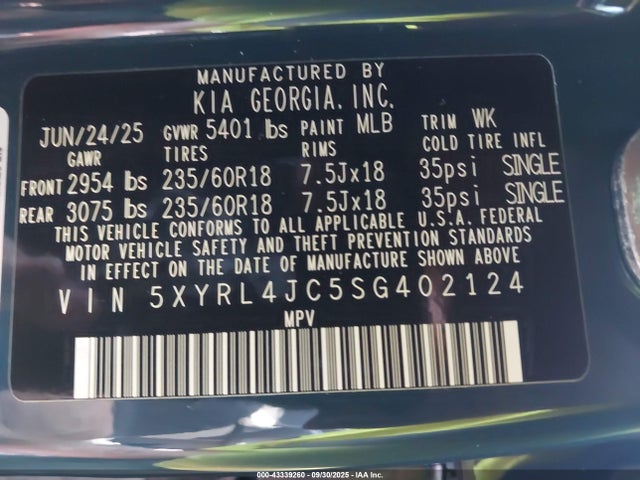 MANUFACTURED BY
KIA GEORGIA, INC.
JUN/24/25 GVWR 5401 lbs PAINT MLB TRIM WK
GAWR TIRES RIMS COLD TIRE INFL
FRONT 2954 lbs 235/60R18 7.5Jx18 35psi SINGLE
REAR 3075 lbs 235/60R18 7.5Jx18 35psi SINGLE
THIS VEHICLE CONFORMS TO ALL APPLICABLE U.S.A. FEDERAL
MOTOR VEHICLE SAFETY AND THEFT PREVENTION STANDARDS
IN EFFECT ON THE DATE OF MANUFACTURE SHOWN ABOVE
VIN 5XYRL4JC5SG402124
MPV
000-43339260 - 09/30/2025 - IAA Inc.